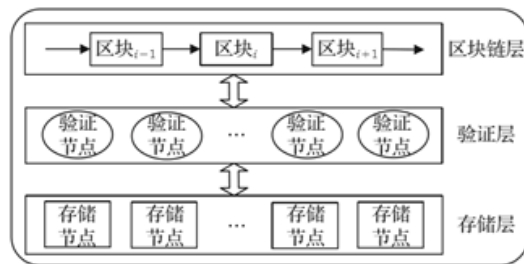 区块i−1 区块i 区块i+1 区块链层
验证 验证 验证 验证
节点 节点 … 节点 节点 验证层
存储 存储 存储 存储
节点 节点 … 节点 节点 存储层